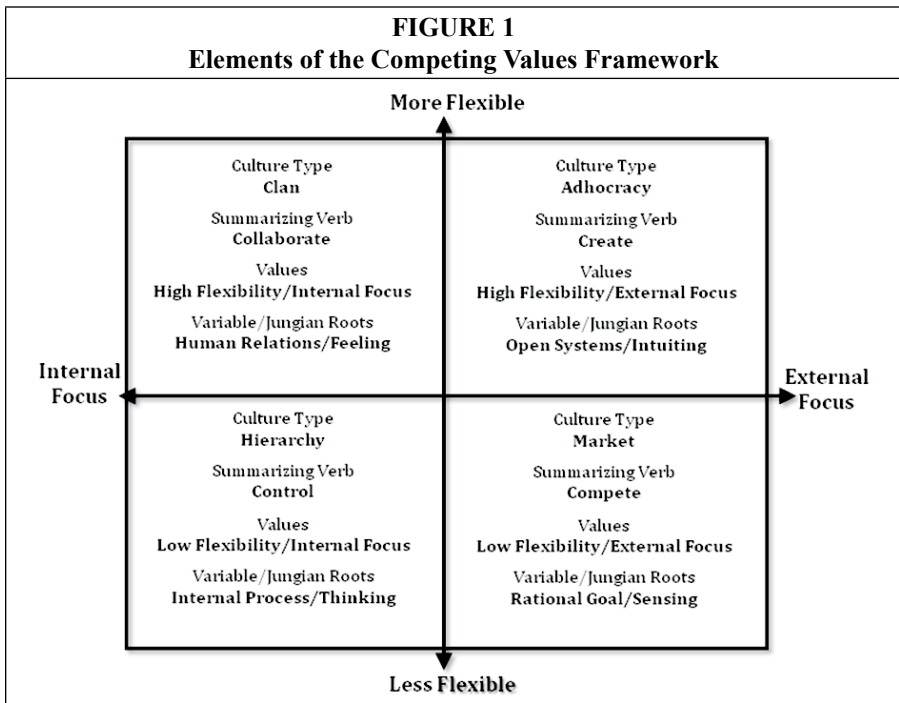 FIGURE 1
Elements of the Competing Values Framework
More Flexible
Culture Type
Clan
Summarizing Verb
Collaborate
Values
High Flexibility/Internal Focus
Variable/Jungian Roots
Human Relations/Feeling
Culture Type
Adhocracy
Summarizing Verb
Create
Values
High Flexibility/External Focus
Variable/Jungian Roots
Open Systems/Intuiting
Internal
Focus
External
Focus
Culture Type
Hierarchy
Summarizing Verb
Control
Values
Low Flexibility/Internal Focus
Variable/Jungian Roots
Internal Process/Thinking
Culture Type
Market
Summarizing Verb
Compete
Values
Low Flexibility/External Focus
Variable/Jungian Roots
Rational Goal/Sensing
Less Flexible